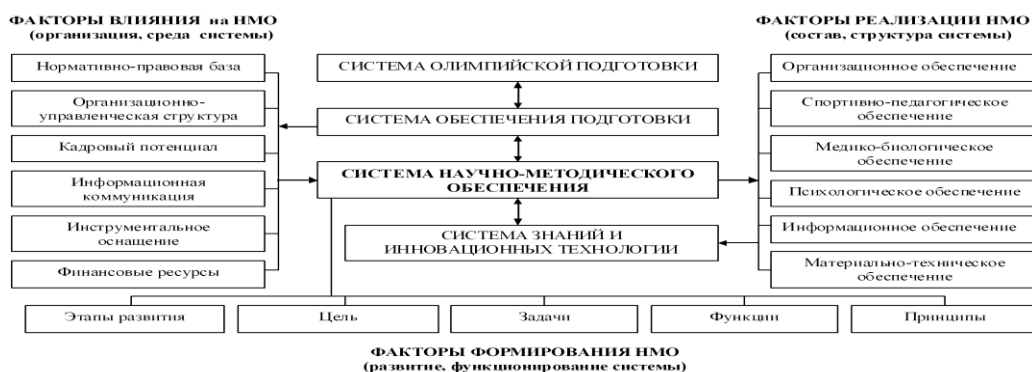 ФАКТОРЫ ВЛИЯНИЯ на НМО
(организация, среда системы)
Нормативно-правовая база
Организационно-
управленческая структура
Кадровый потенциал
Информационная
коммуникация
Инструментальное
оснащение
Финансовые ресурсы
СИСТЕМА ОЛИМПИЙСКОЙ ПОДГОТОВКИ
СИСТЕМА ОБЕСПЕЧЕНИЯ ПОДГОТОВКИ
СИСТЕМА НАУЧНО-МЕТОДИЧЕСКОГО
ОБЕСПЕЧЕНИЯ
СИСТЕМА ЗНАНИЙ И
ИННОВАЦИОННЫХ ТЕХНОЛОГИИ
ФАКТОРЫ РЕАЛИЗАЦИИ НМО
(состав, структура системы)
Организационное обеспечение
Спортивно-педагогическое
обеспечение
Медико-биологическое
обеспечение
Психологическое обеспечение
Информационное обеспечение
Материально-техническое
обеспечение
Этапы развития
Цель
Задачи
Функции
Принципы
ФАКТОРЫ ФОРМИРОВАНИЯ НМО
(развитие, функционирование системы)